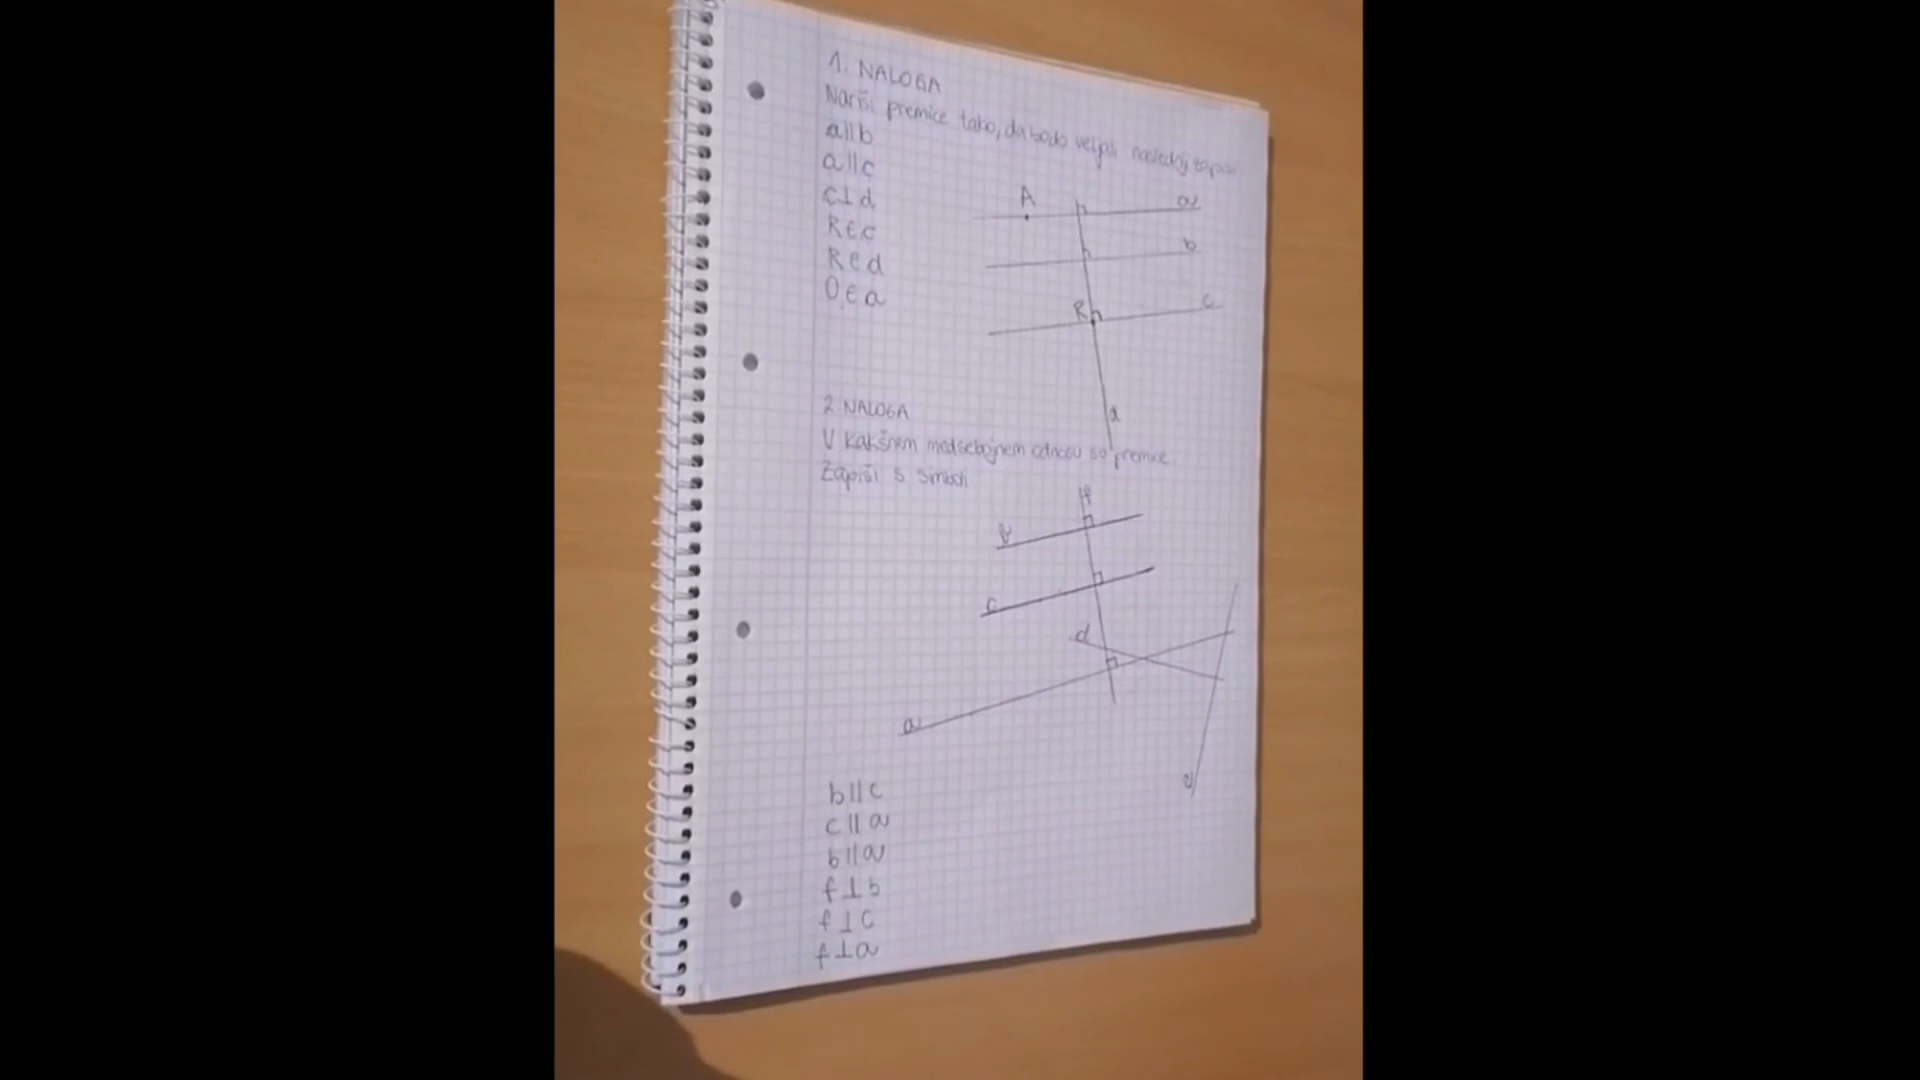 1. NALOGA
Nariši premice tako, da bodo veljali naslednji zapisi
a||b
a||c
c⊥d
R∈c
R∈d
O∈a
A
a
b
R
c
d
2. NALOGA
V kakšnem medsebojnem odnosu so premice.
Zapiši s simboli
f
b
c
d
a
e
b||c
c||a
b||a
f⊥b
f⊥c
f⊥a